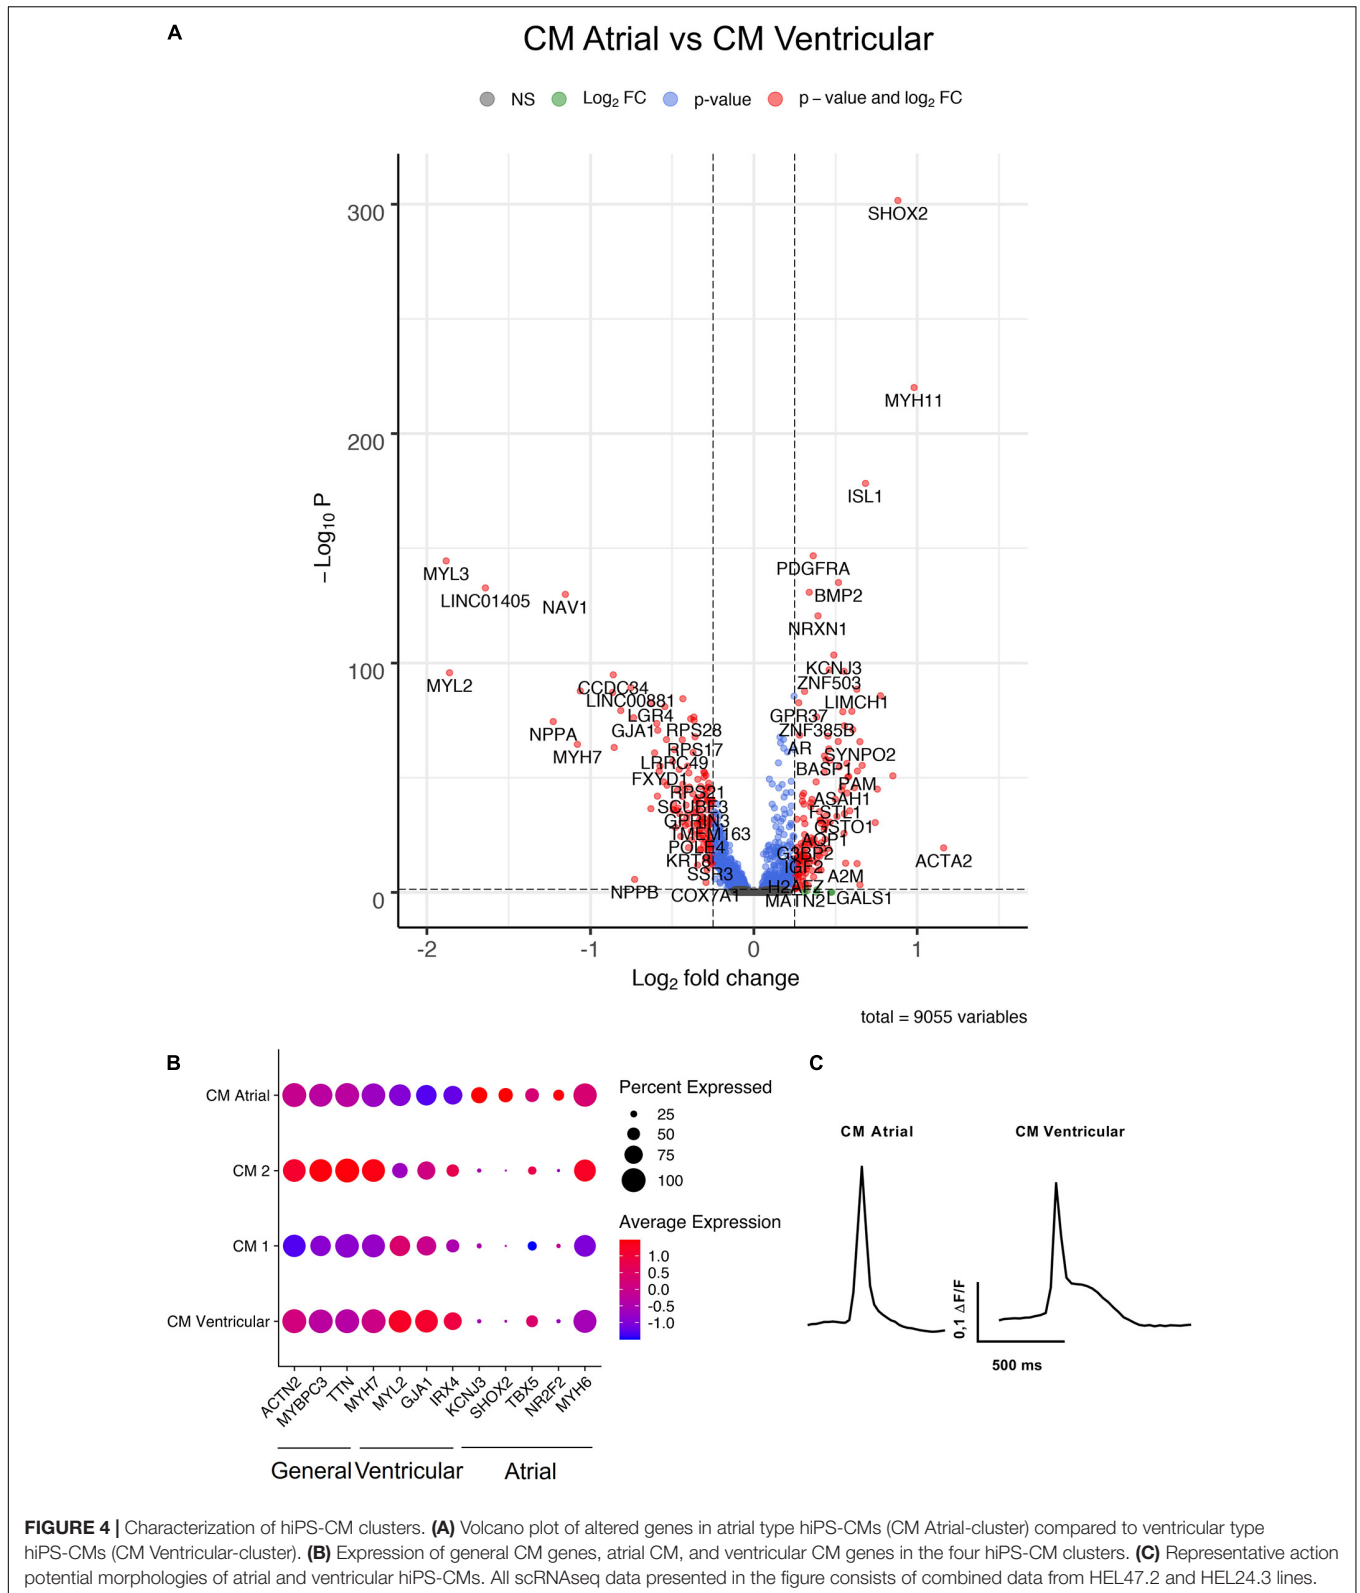 A
CM Atrial vs CM Ventricular
NS Log2 FC p-value p – value and log2 FC
300
SHOX2
MYH11
200
ISL1
– Log10 P
PDGFRA
MYL3
BMP2
LINC01405
NAV1
NRXN1
100
KCNJ3
MYL2
CCDC34
ZNF503
LINC00881
LIMCH1
LGR4
GPR37
NPPA
GJA1
RPS28
ZNF385B
MYH7
RPS17
AR
SYNPO2
LRRC49
BASP1
FXYD1
PAM
RPS21
ASAH1
SCUBE3
FSTL1
GPRIN3
GSTO1
TMEM163
AQP1
POLE4
G3BP2
KRT8
IGF2
ACTA2
SSR3
A2M
H2AFZ
NPPB
COX7A1
MATN2
LGALS1
0
-2 -1 0 1
Log2 fold change
total = 9055 variables
B
CM Atrial
CM 2
CM 1
CM Ventricular
ACTN2 MYBPC3 TTN MYH7 MYL2 GJA1 IRX4 KCNJ3 SHOX2 TBX5 NR2F2 MYH6
General Ventricular Atrial
Percent Expressed
25
50
75
100
Average Expression
1.0
0.5
0.0
-0.5
-1.0
C
CM Atrial CM Ventricular
0,1 ΔF/F
500 ms
FIGURE 4 | Characterization of hiPS-CM clusters. (A) Volcano plot of altered genes in atrial type hiPS-CMs (CM Atrial-cluster) compared to ventricular type
hiPS-CMs (CM Ventricular-cluster). (B) Expression of general CM genes, atrial CM, and ventricular CM genes in the four hiPS-CM clusters. (C) Representative action
potential morphologies of atrial and ventricular hiPS-CMs. All scRNAseq data presented in the figure consists of combined data from HEL47.2 and HEL24.3 lines.